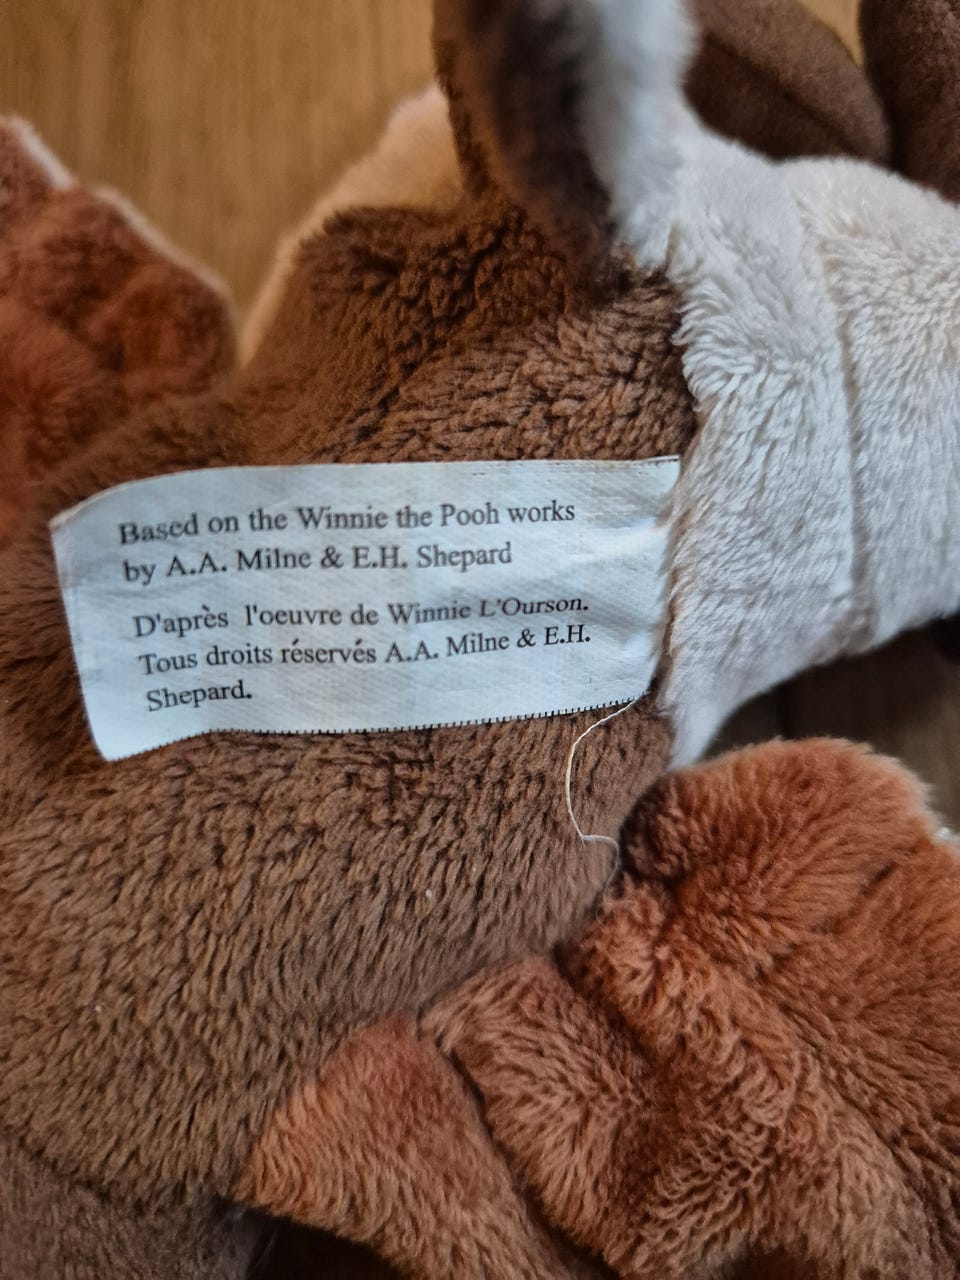 Based on the Winnie the Pooh works
by A.A. Milne & E.H. Shepard
D'après l'oeuvre de Winnie L'Ourson.
Tous droits réservés A.A. Milne & E.H.
Shepard.